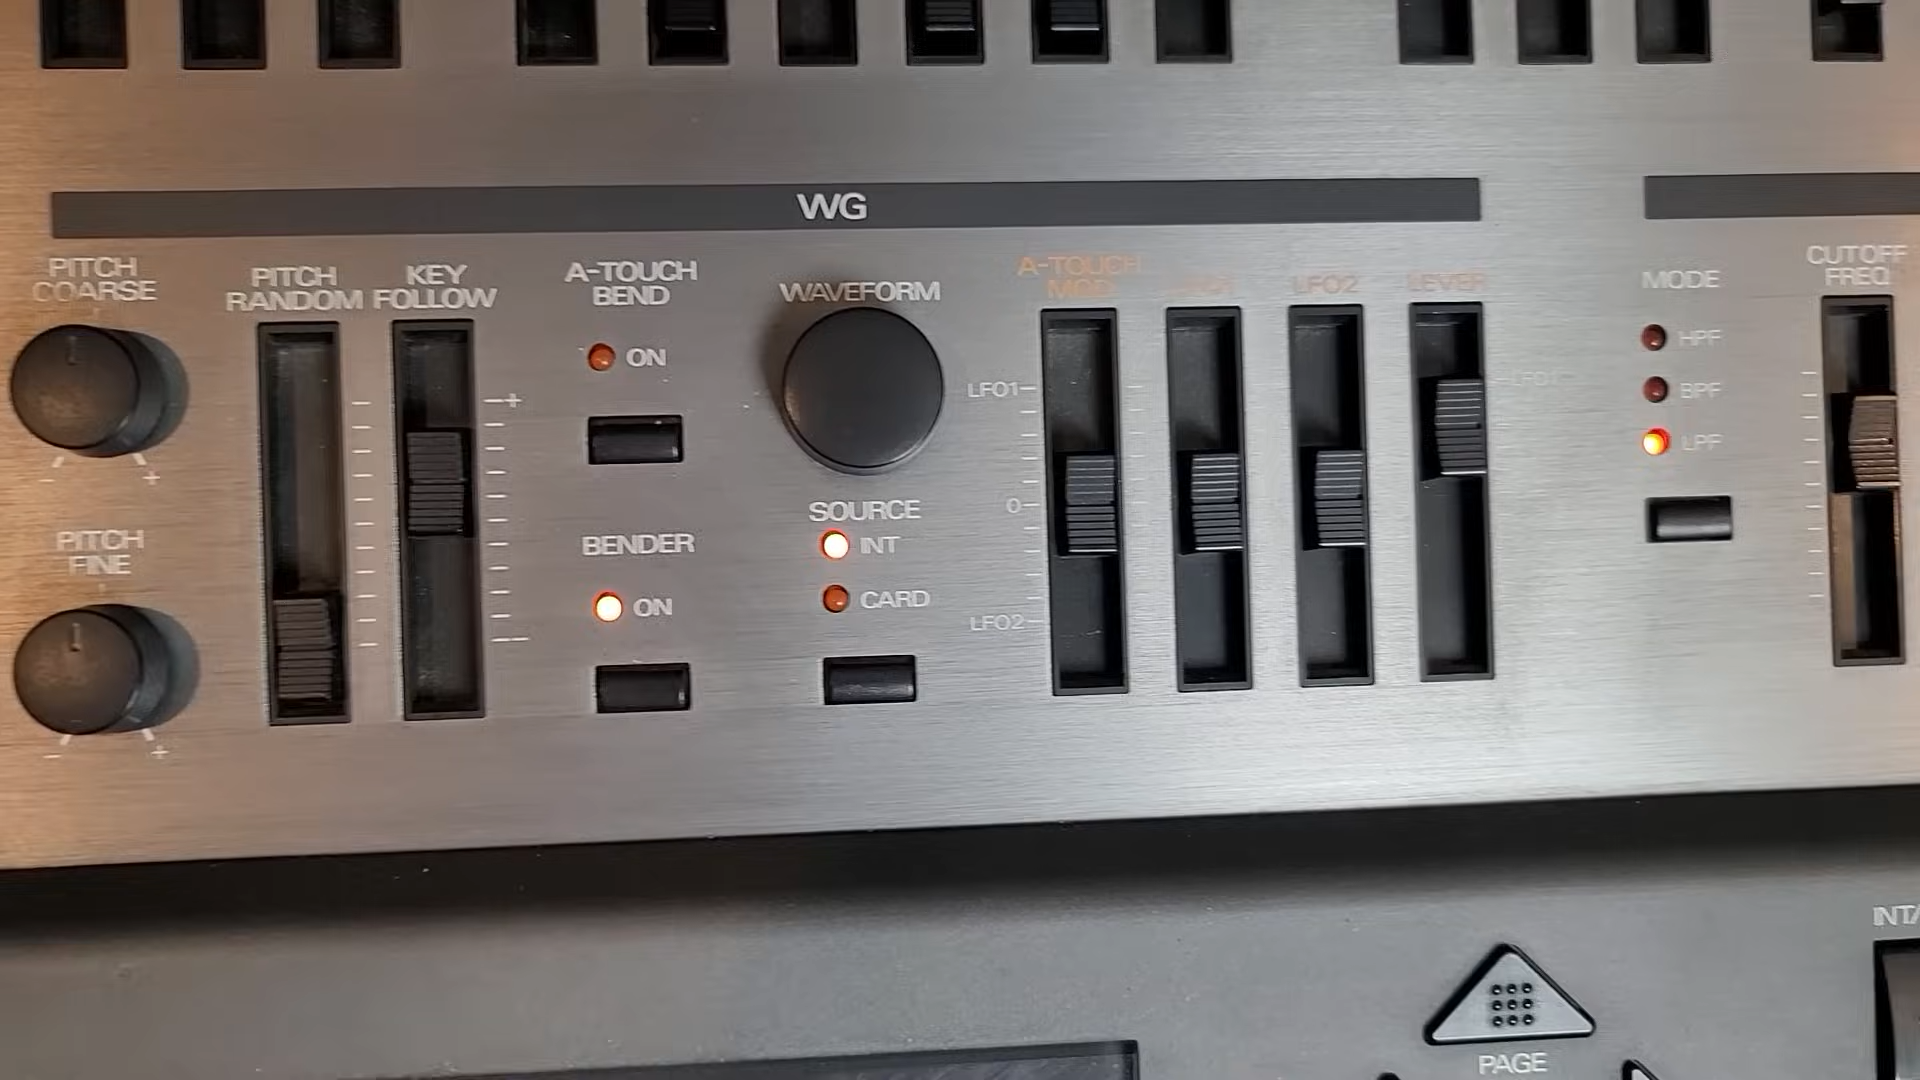 WG
PITCH
COARSE
PITCH
RANDOM
KEY
FOLLOW
A-TOUCH
BEND
WAVEFORM
A-TOUCH
MOD
LFO2
LEVER
MODE
CUTOFF
FREQ
ON
HPF
BPF
LPF
LFO1
+
- +
0
SOURCE
INT
CARD
BENDER
ON
PITCH
FINE
LFO2
-
- +
PAGE